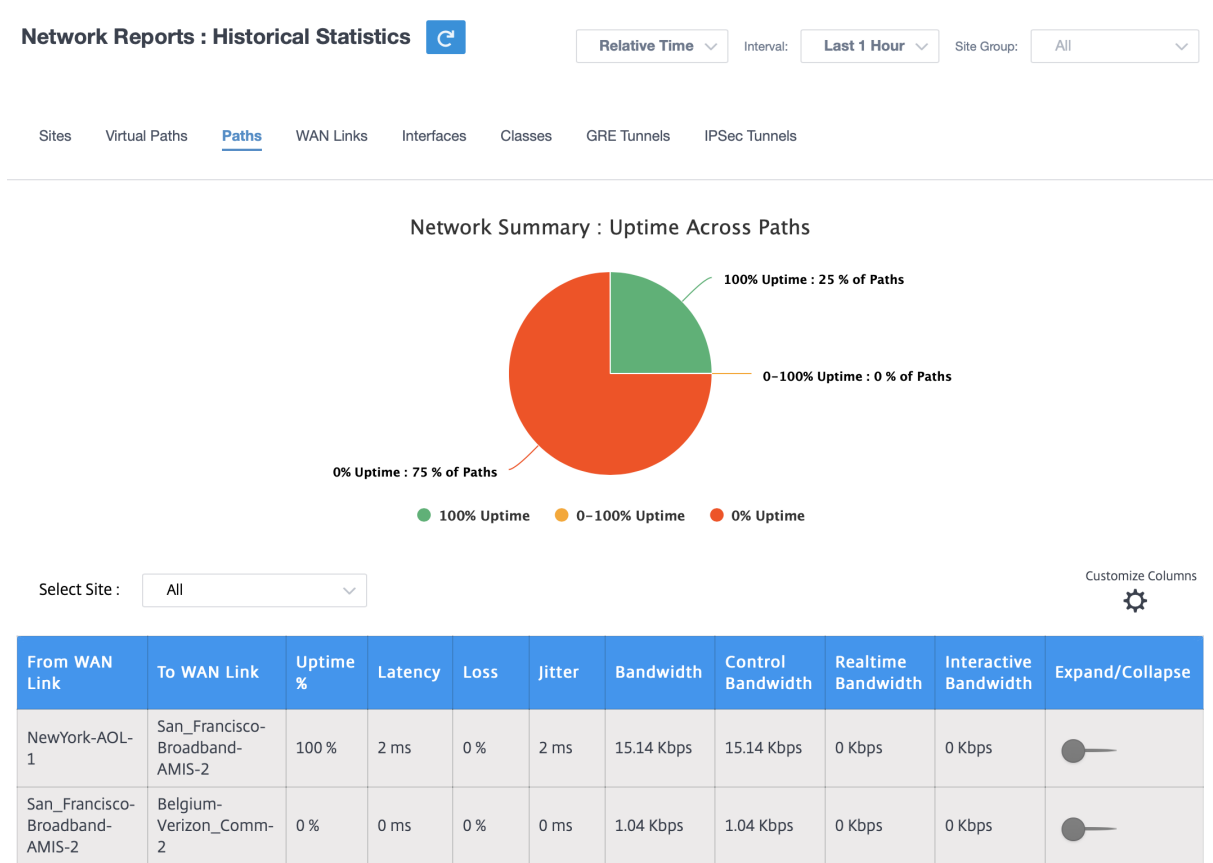 Network Reports : Historical Statistics
Relative Time
Interval:
Last 1 Hour
Site Group:
All
Sites
Virtual Paths
Paths
WAN Links
Interfaces
Classes
GRE Tunnels
IPSec Tunnels
Network Summary : Uptime Across Paths
100% Uptime : 25 % of Paths
0-100% Uptime : 0 % of Paths
0% Uptime : 75 % of Paths
100% Uptime
0-100% Uptime
0% Uptime
Select Site :
All
Customize Columns
From WAN
Link
To WAN Link
Uptime
%
Latency
Loss
Jitter
Bandwidth
Control
Bandwidth
Realtime
Bandwidth
Interactive
Bandwidth
Expand/Collapse
NewYork-AOL-
1
San_Francisco-
Broadband-
AMIS-2
100 %
2 ms
0 %
2 ms
15.14 Kbps
15.14 Kbps
0 Kbps
0 Kbps
San_Francisco-
Broadband-
AMIS-2
Belgium-
Verizon_Comm-
2
0 %
0 ms
0 %
0 ms
1.04 Kbps
1.04 Kbps
0 Kbps
0 Kbps